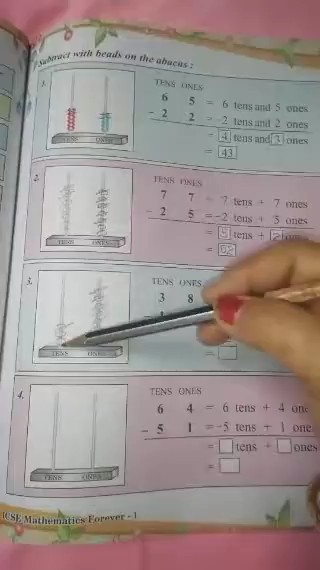 Subtract with beads on the abacus :
1.
TENS ONES
6 5 = 6 tens and 5 ones
- 2 2 = -2 tens and 2 ones
= 4 tens and 3 ones
= 43
TENS ONES
2.
TENS ONES
7 7 = 7 tens + 7 ones
- 2 5 = -2 tens + 5 ones
= 5 tens + 2 ones
= 52
TENS ONES
3.
TENS ONES
3 8
=
TENS ONES
4.
TENS ONES
6 4 = 6 tens + 4
- 5 1 = -5 tens + 1
= tens + ones
=
TENS ONES
ICSE Mathematics Forever - 1